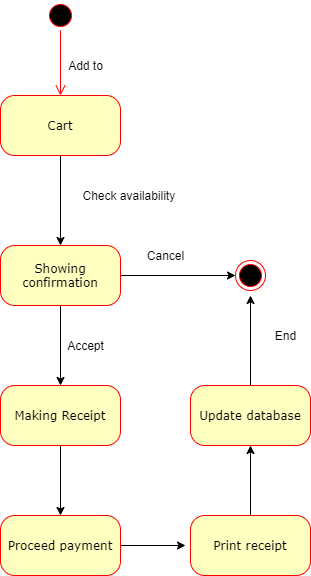 Add to
Cart
Check availability
Showing
confirmation
Cancel
End
Accept
Making Receipt
Update database
Proceed payment
Print receipt